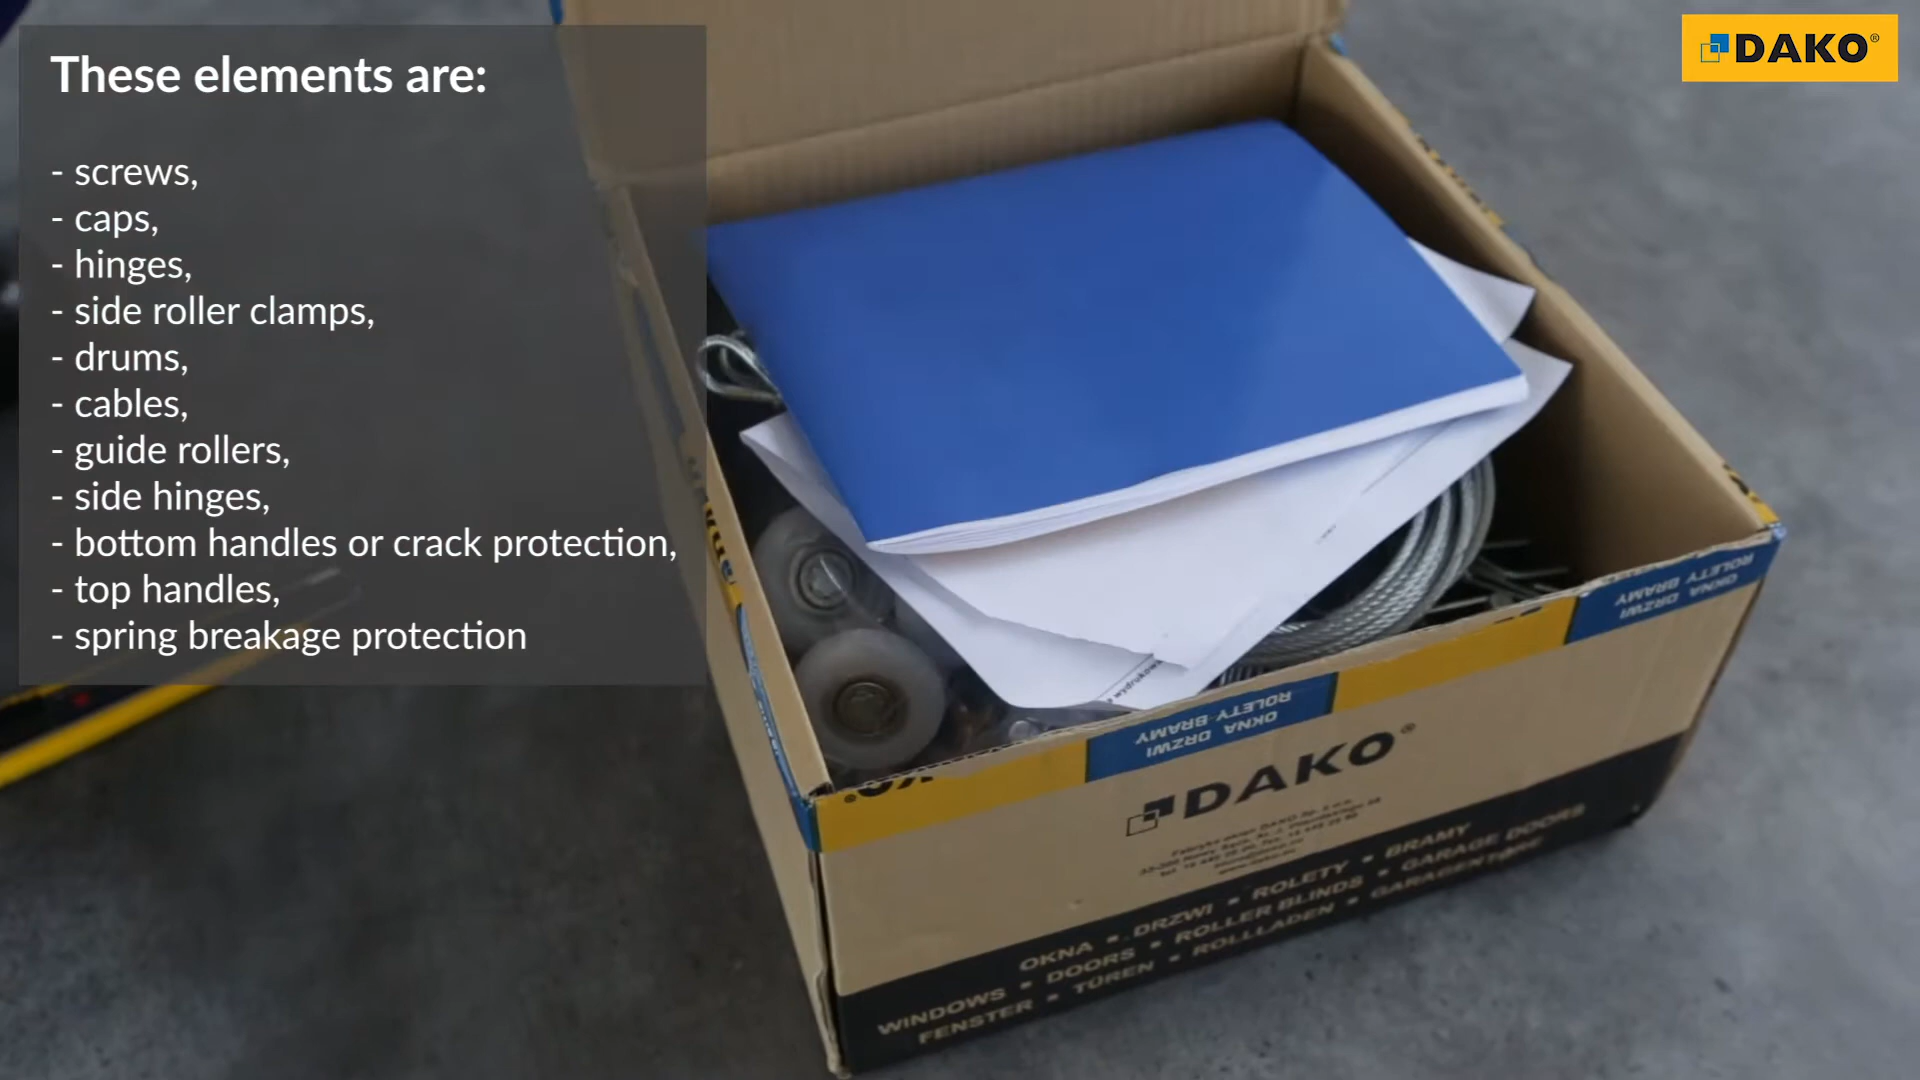 These elements are:
- screws,
- caps,
- hinges,
- side roller clamps,
- drums,
- cables,
- guide rollers,
- side hinges,
- bottom handles or crack protection,
- top handles,
- spring breakage protection
DAKO®
OKNA DRZWI
ROLETY BRAMY
OKNA DRZWI
ROLETY BRAMY
DAKO®
OKNA ▪ DRZWI ▪ ROLETY ▪ BRAMY
WINDOWS ▪ DOORS ▪ ROLLER BLINDS ▪ GARAGE DOORS
FENSTER ▪ TÜREN ▪ ROLLLADEN ▪ GARAGENTORE